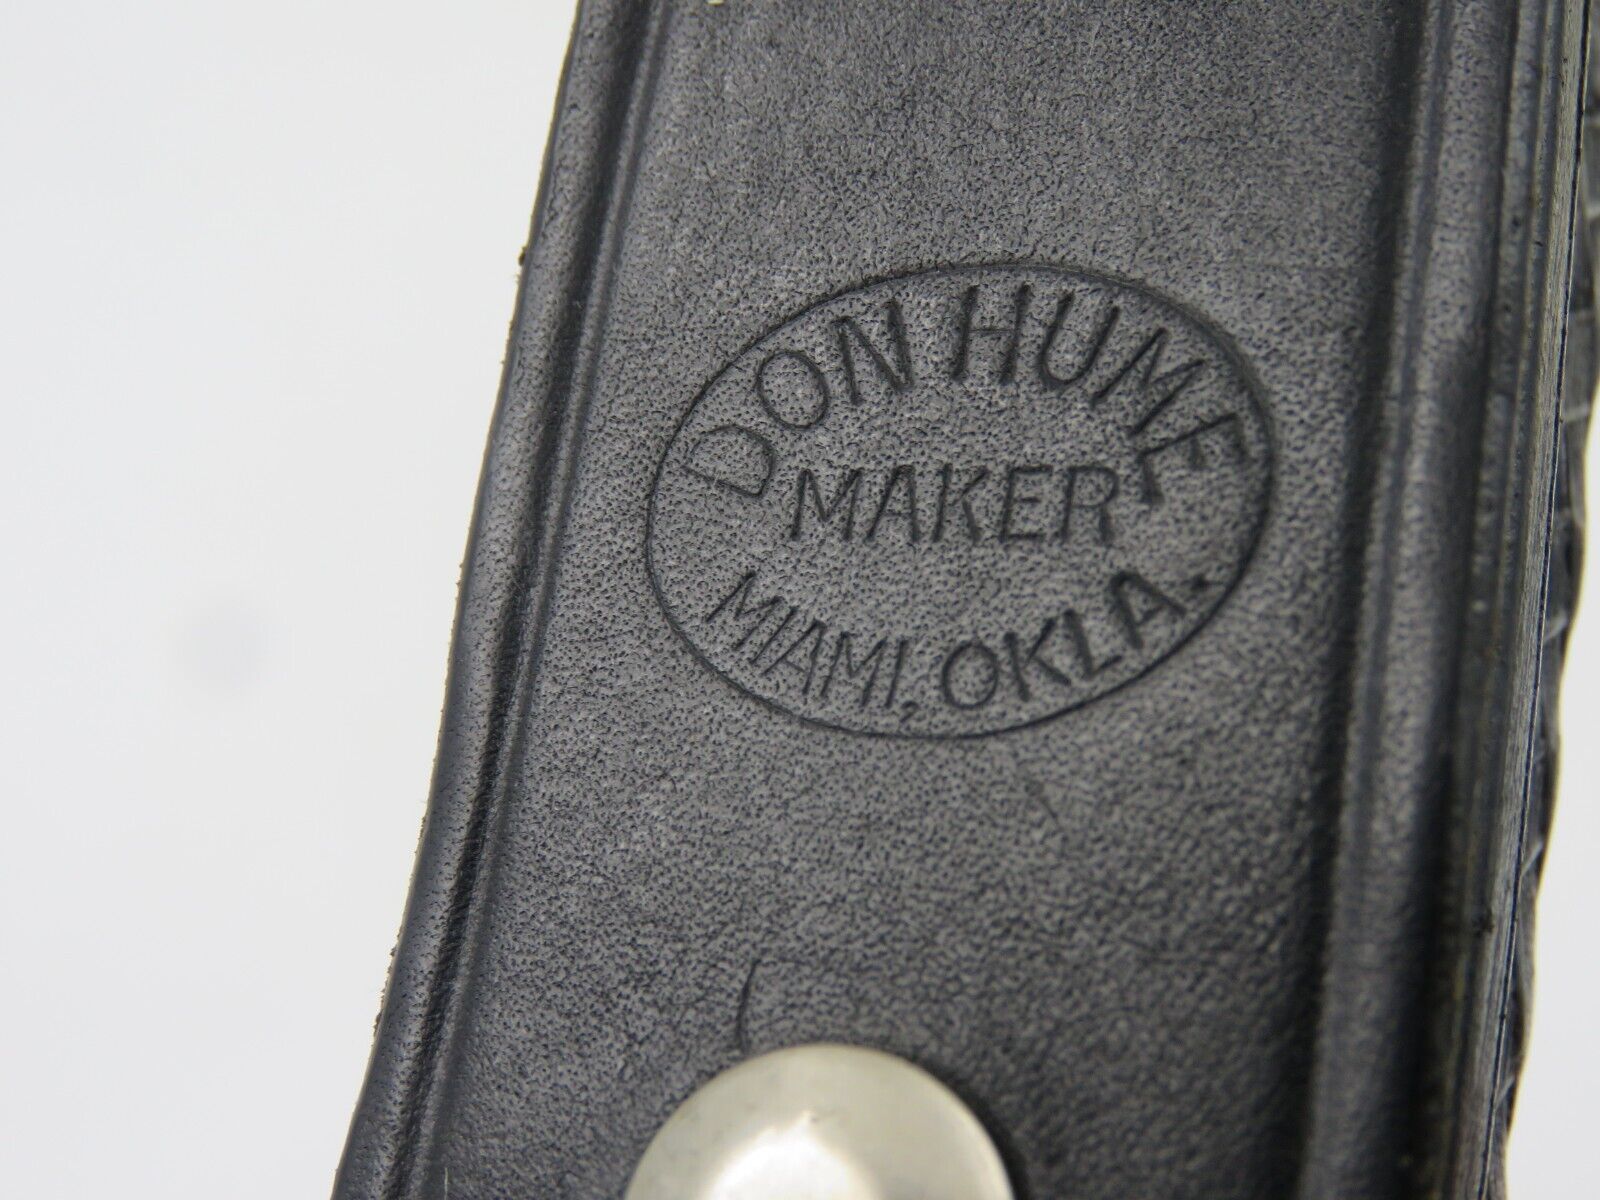 DON HUME
MAKER
MIAMI, OKLA.